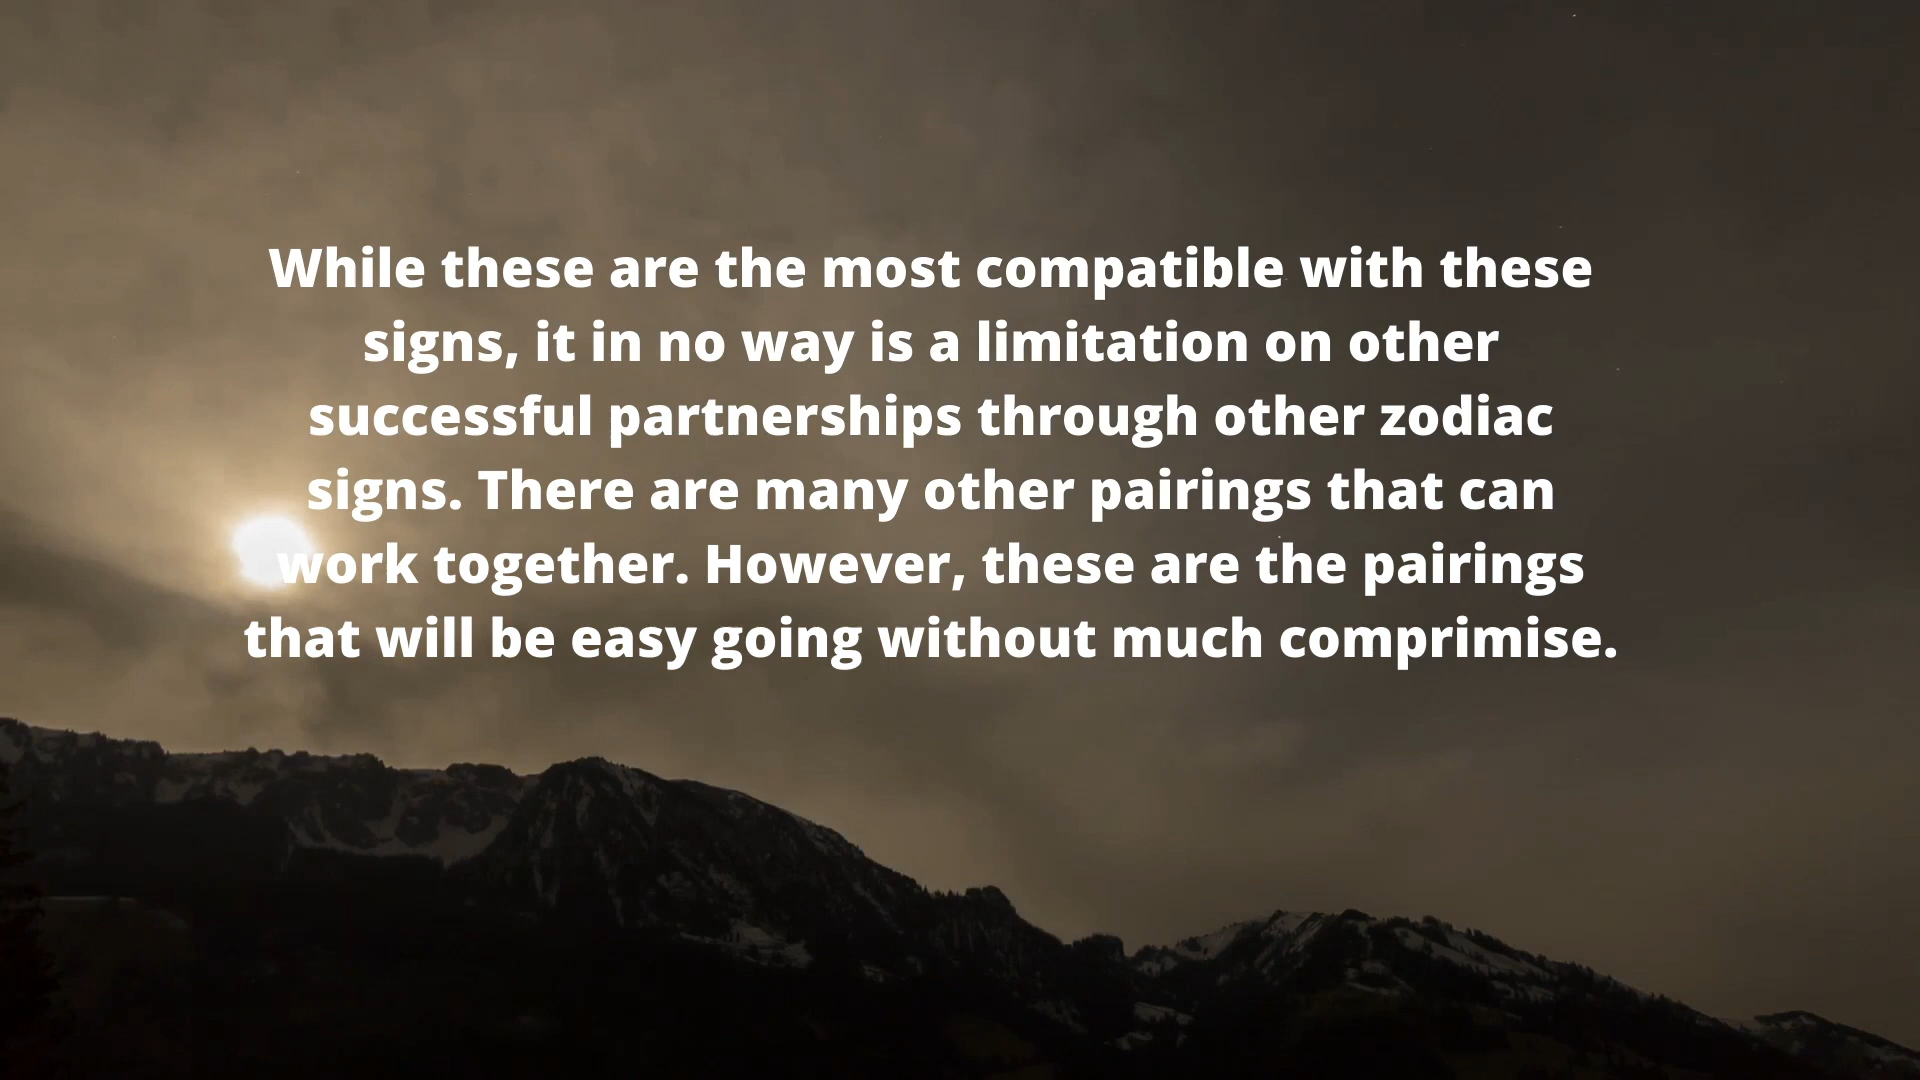 While these are the most compatible with these
signs, it in no way is a limitation on other
successful partnerships through other zodiac
signs. There are many other pairings that can
work together. However, these are the pairings
that will be easy going without much comprimise.